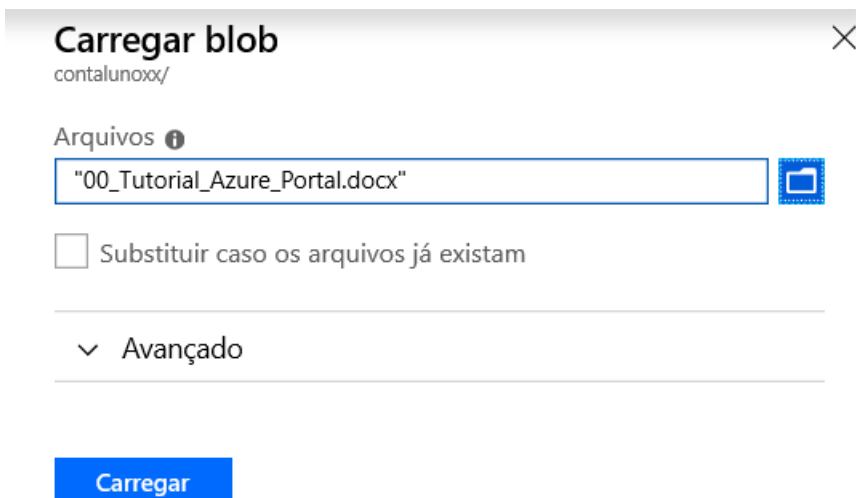 Carregar blob
contalunoxx/
Arquivos
"00_Tutorial_Azure_Portal.docx"
Substituir caso os arquivos já existam
Avançado
Carregar